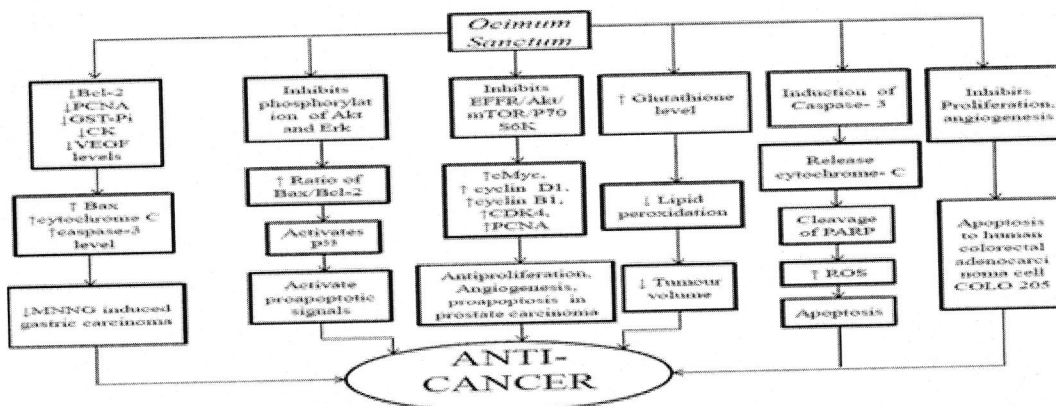 Ocimum
Sanctum
↓Bcl-2
↓PCNA
↓GST-Pi
↓CK
↓VEGF
levels
↑ Bax
↑cytochrome C
↑caspase-3
level
↓MNNG induced
gastric carcinoma
Inhibits
phosphorylat
ion of Akt
and Erk
↑ Ratio of
Bax/Bcl-2
Activates
P53
Activate
proapoptotic
signals
Inhibits
EFFR/Akt/
mTOR/P70
S6K
↑cMyc,
↑ cyclin D1,
↑cyclin B1,
↑CDK4,
↑PCNA
Antiproliferation,
Angiogenesis,
proapoptosis in
prostate carcinoma
↑ Glutathione
level
↓ Lipid
peroxidation
↓ Tumour
volume
Induction of
Caspase- 3
Release
cytochrome- C
Cleavage
of PARP
↑ ROS
Apoptosis
Inhibits
Proliferation,
angiogenesis
Apoptosis
to human
colorectal
adenocarci
noma cell
COLO 205
ANTI-
CANCER